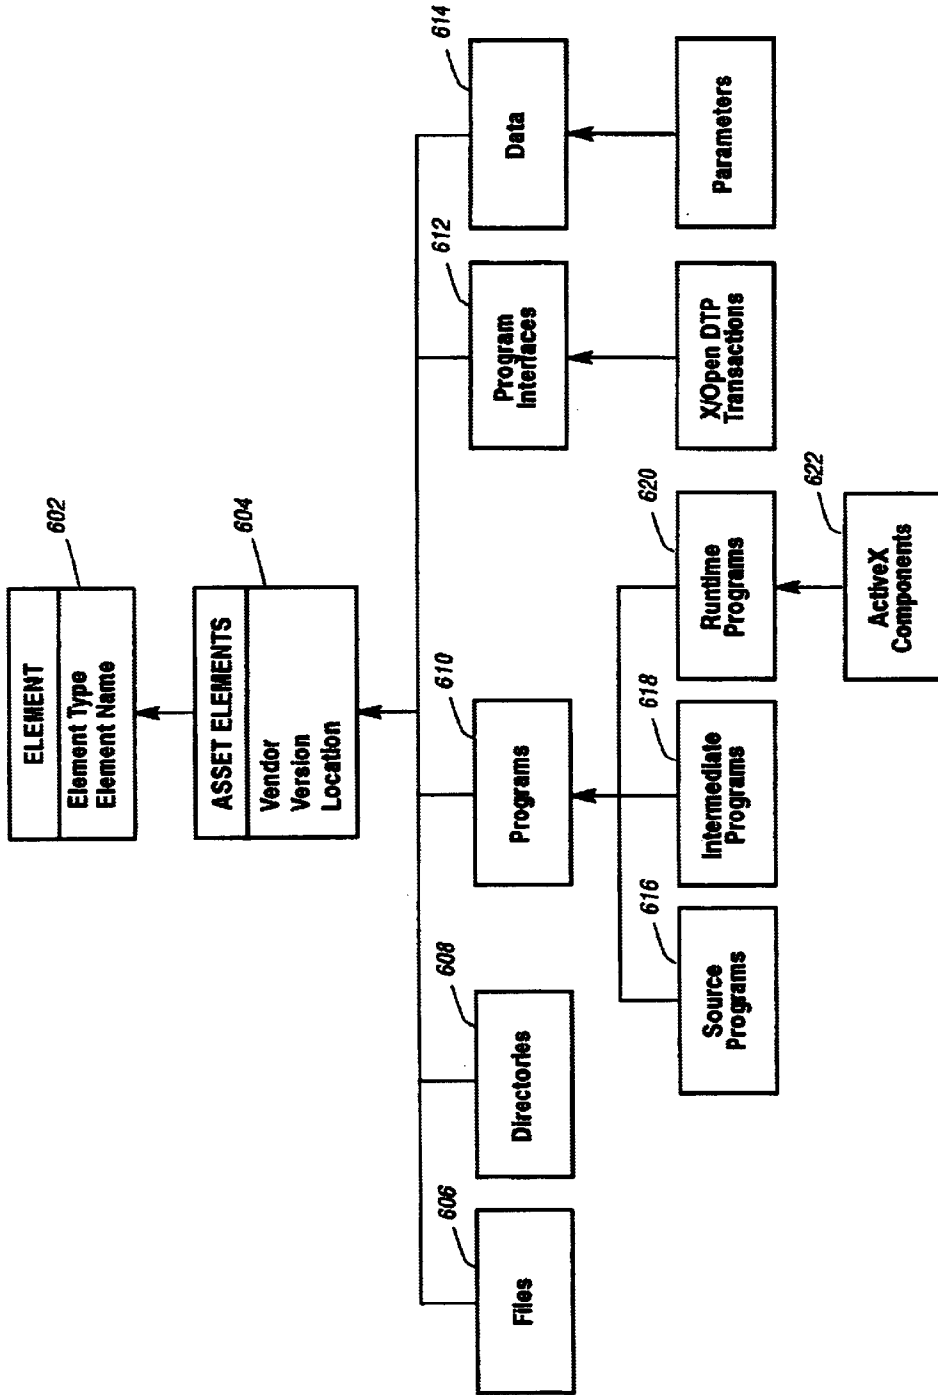 ELEMENT
602
Element Type
Element Name
ASSET ELEMENTS
604
Vendor
Version
Location
606
Files
608
Directories
610
Programs
612
Program
Interfaces
614
Data
616
Source
Programs
618
Intermediate
Programs
620
Runtime
Programs
X/Open DTP
Transactions
Parameters
622
ActiveX
Components